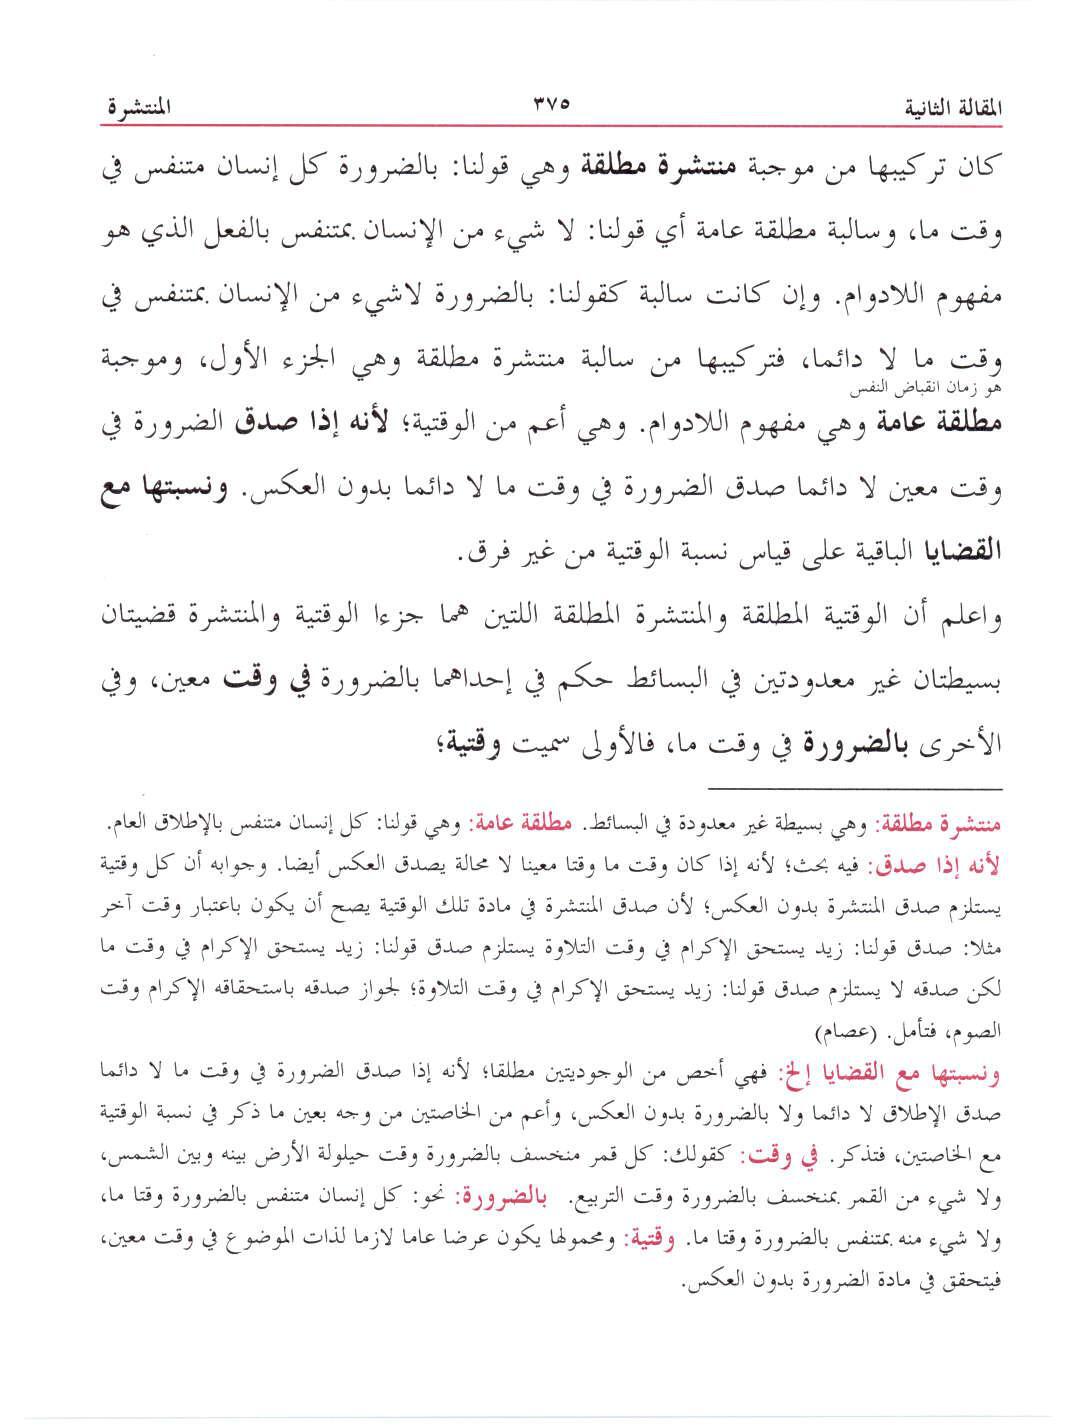 المقالة الثانية ٣٧٥ المنتشرة
كان تركيبها من موجبة منتشرة مطلقة وهي قولنا: بالضرورة كل إنسان متنفس في
وقت ما، وسالبة مطلقة عامة أي قولنا: لا شيء من الإنسان بمتنفس بالفعل الذي هو
مفهوم اللادوام. وإن كانت سالبة كقولنا: بالضرورة لاشيء من الإنسان بمتنفس في
وقت ما لا دائما، فتركيبها من سالبة منتشرة مطلقة وهي الجزء الأول، وموجبة
هو زمان انقباض النفس
مطلقة عامة وهي مفهوم اللادوام. وهي أعم من الوقتية؛ لأنه إذا صدق الضرورة في
وقت معين لا دائما صدق الضرورة في وقت ما لا دائما بدون العكس. ونسبتها مع
القضايا الباقية على قياس نسبة الوقتية من غير فرق.
واعلم أن الوقتية المطلقة والمنتشرة المطلقة اللتين هما جزءا الوقتية والمنتشرة قضيتان
بسيطتان غير معدودتين في البسائط حكم في إحداهما بالضرورة في وقت معين، وفي
الأخرى بالضرورة في وقت ما، فالأولى سميت وقتية؛
منتشرة مطلقة: وهي بسيطة غير معدودة في البسائط. مطلقة عامة: وهي قولنا: كل إنسان متنفس بالإطلاق العام.
لأنه إذا صدق: فيه بحث؛ لأنه إذا كان وقت ما وقتا معينا لا محالة يصدق العكس أيضا. وجوابه أن كل وقتية
يستلزم صدق المنتشرة بدون العكس؛ لأن صدق المنتشرة في مادة تلك الوقتية يصح أن يكون باعتبار وقت آخر
مثلا: صدق قولنا: زيد يستحق الإكرام في وقت التلاوة يستلزم صدق قولنا: زيد يستحق الإكرام في وقت ما
لكن صدقه لا يستلزم صدق قولنا: زيد يستحق الإكرام في وقت التلاوة؛ لجواز صدقه باستحقاقه الإكرام وقت
الصوم، فتأمل. (عصام)
ونسبتها مع القضايا إلخ: فهي أخص من الوجوديتين مطلقا؛ لأنه إذا صدق الضرورة في وقت ما لا دائما
صدق الإطلاق لا دائما ولا بالضرورة بدون العكس، وأعم من الخاصتين من وجه بعين ما ذكر في نسبة الوقتية
مع الخاصتين، فتذكر. في وقت: كقولك: كل قمر منخسف بالضرورة وقت حيلولة الأرض بينه وبين الشمس،
ولا شيء من القمر بمنخسف بالضرورة وقت التربيع. بالضرورة: نحو: كل إنسان متنفس بالضرورة وقتا ما،
ولا شيء منه بمتنفس بالضرورة وقتا ما. وقتية: ومحمولها يكون عرضا عاما لازما لذات الموضوع في وقت معين،
فيتحقق في مادة الضرورة بدون العكس.